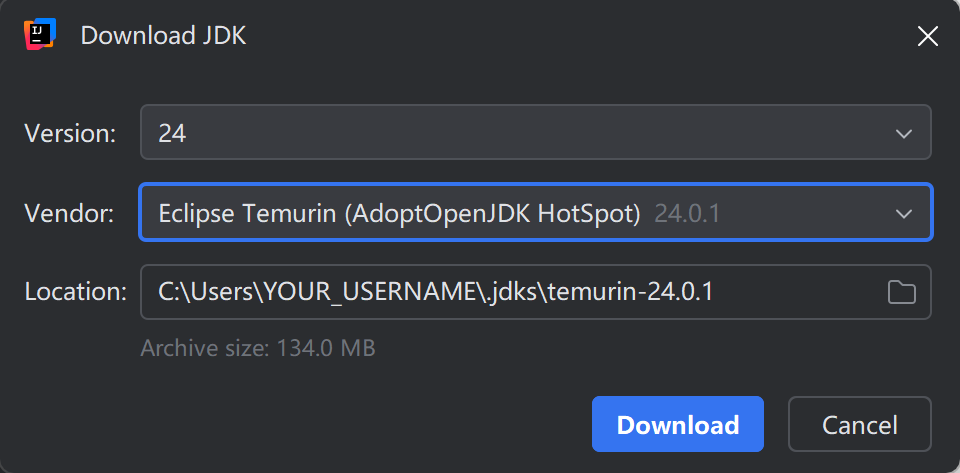 IJ
Download JDK
Version: 24
Vendor: Eclipse Temurin (AdoptOpenJDK HotSpot) 24.0.1
Location: C:\Users\YOUR_USERNAME\.jdks\temurin-24.0.1
Archive size: 134.0 MB
Download Cancel